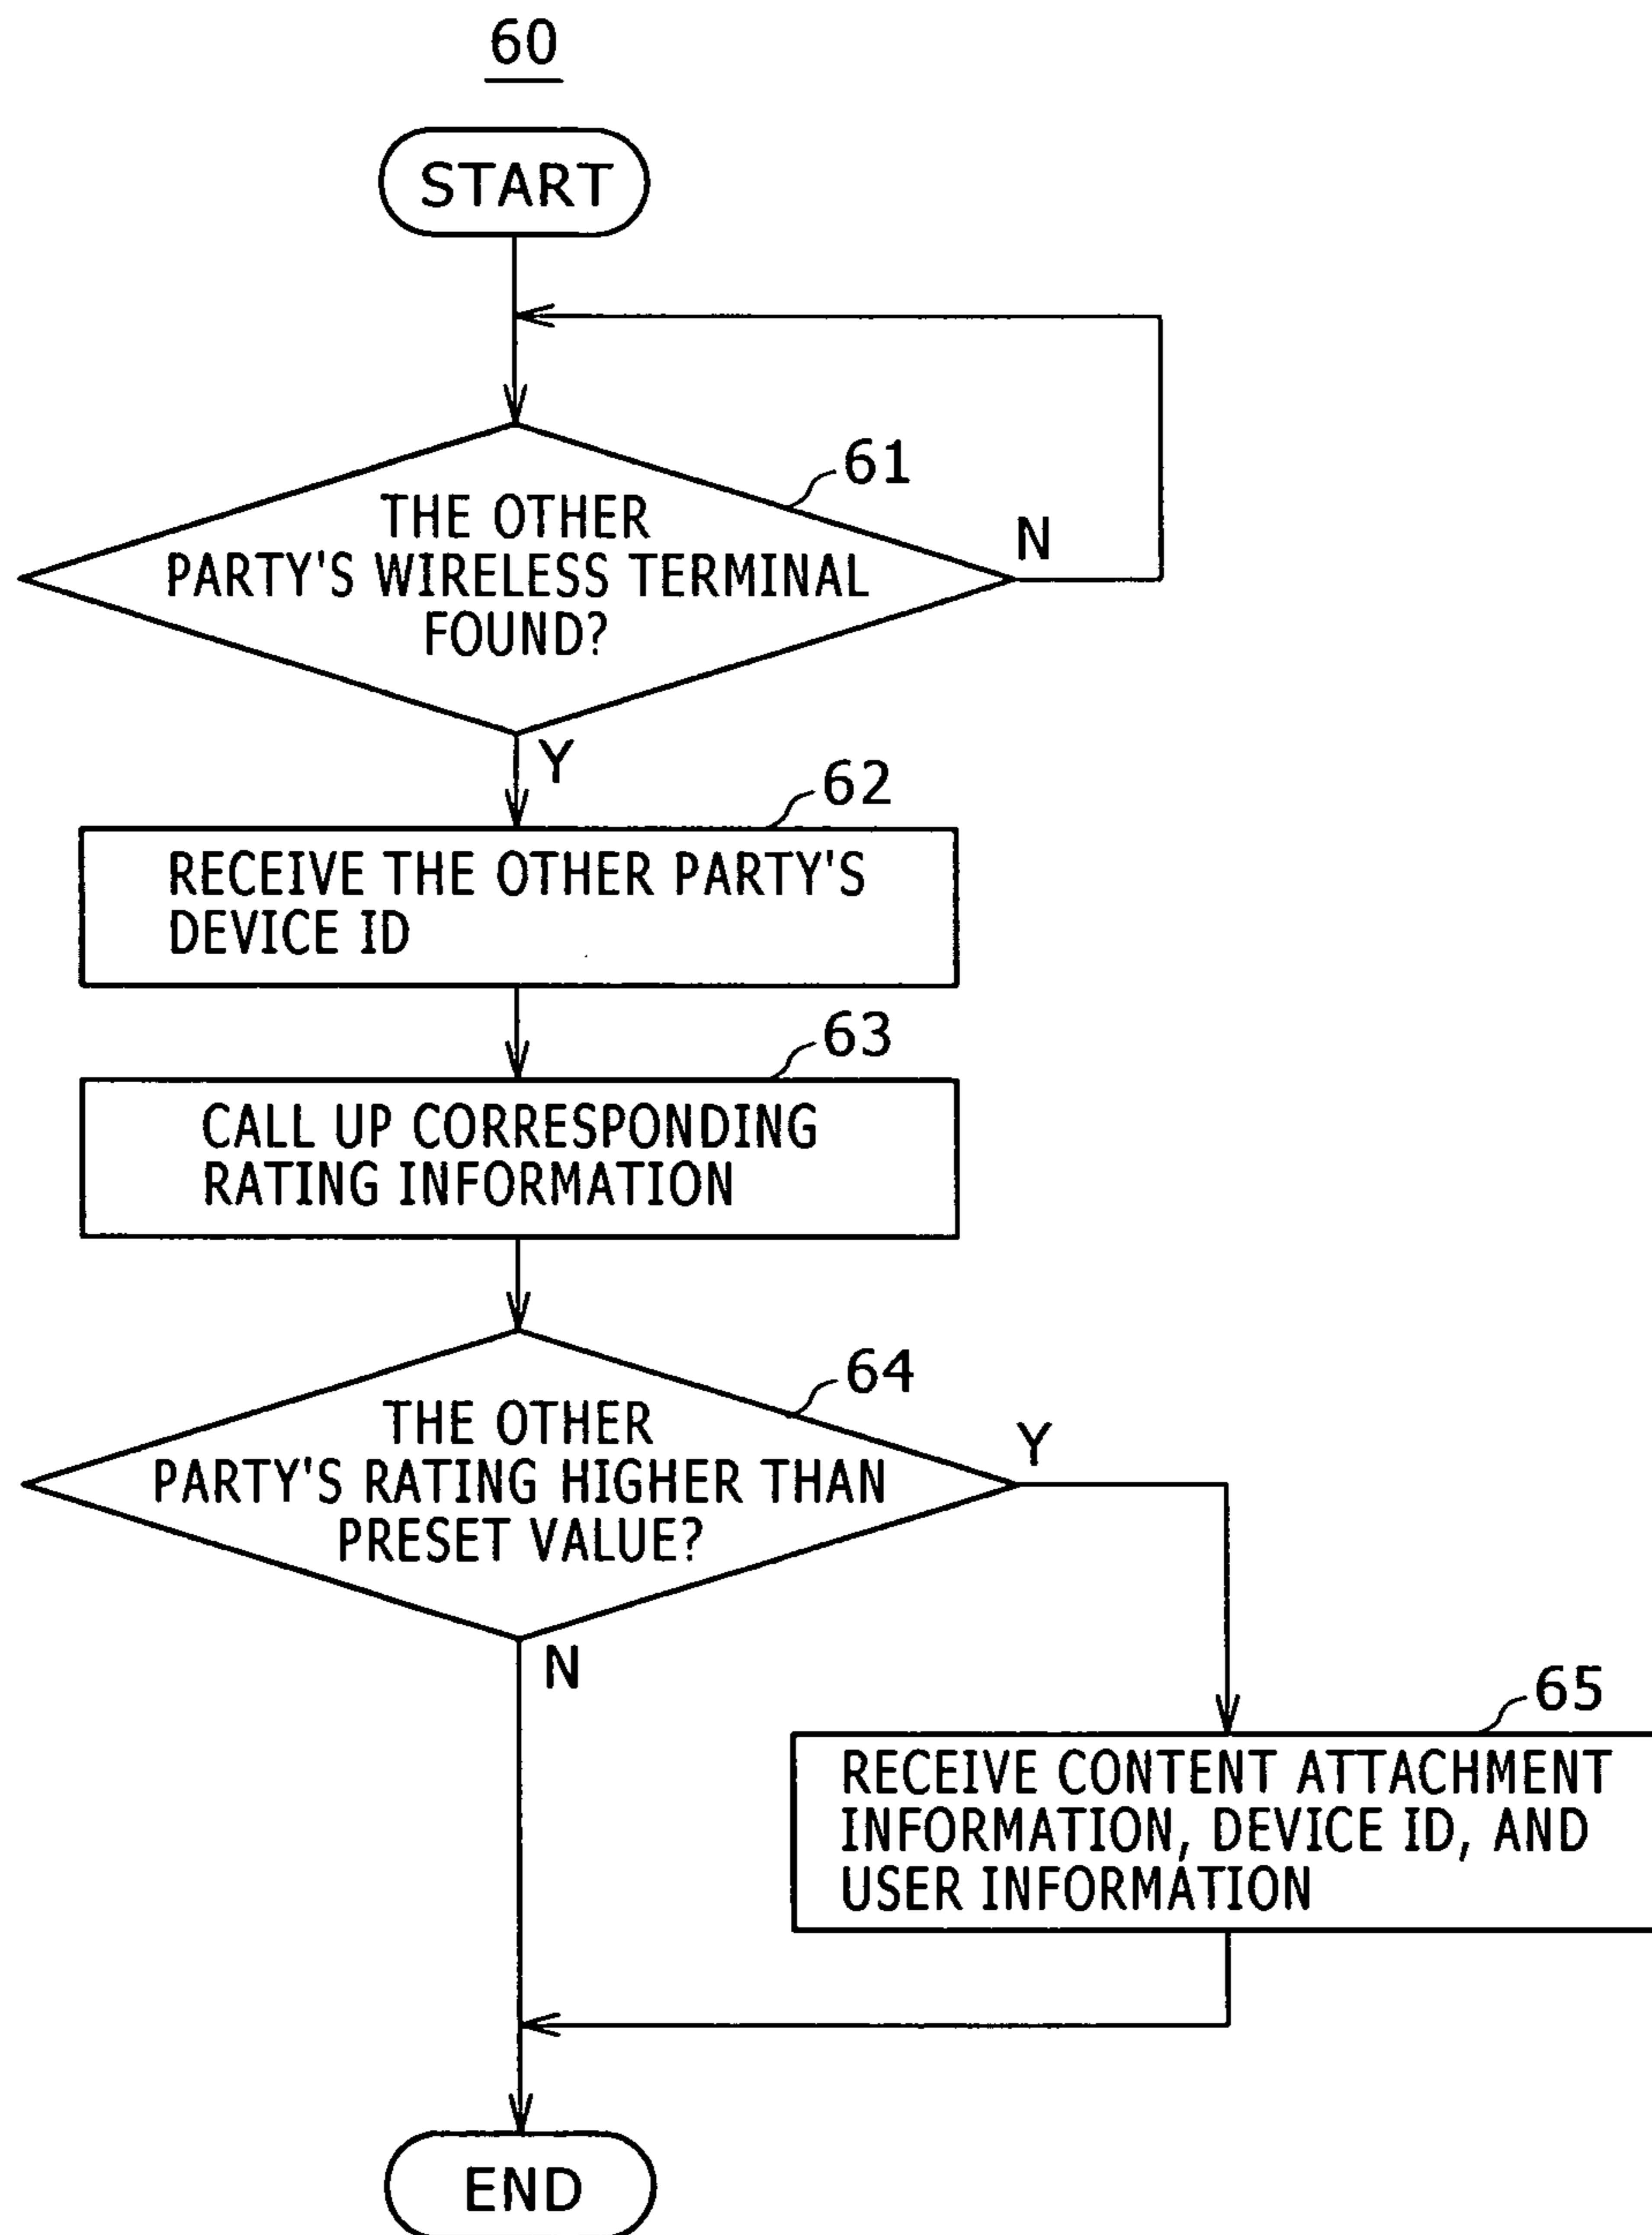 60
START
61
THE OTHER
PARTY'S WIRELESS TERMINAL
FOUND?
N
Y
62
RECEIVE THE OTHER PARTY'S
DEVICE ID
63
CALL UP CORRESPONDING
RATING INFORMATION
64
THE OTHER
PARTY'S RATING HIGHER THAN
PRESET VALUE?
Y
N
65
RECEIVE CONTENT ATTACHMENT
INFORMATION, DEVICE ID, AND
USER INFORMATION
END